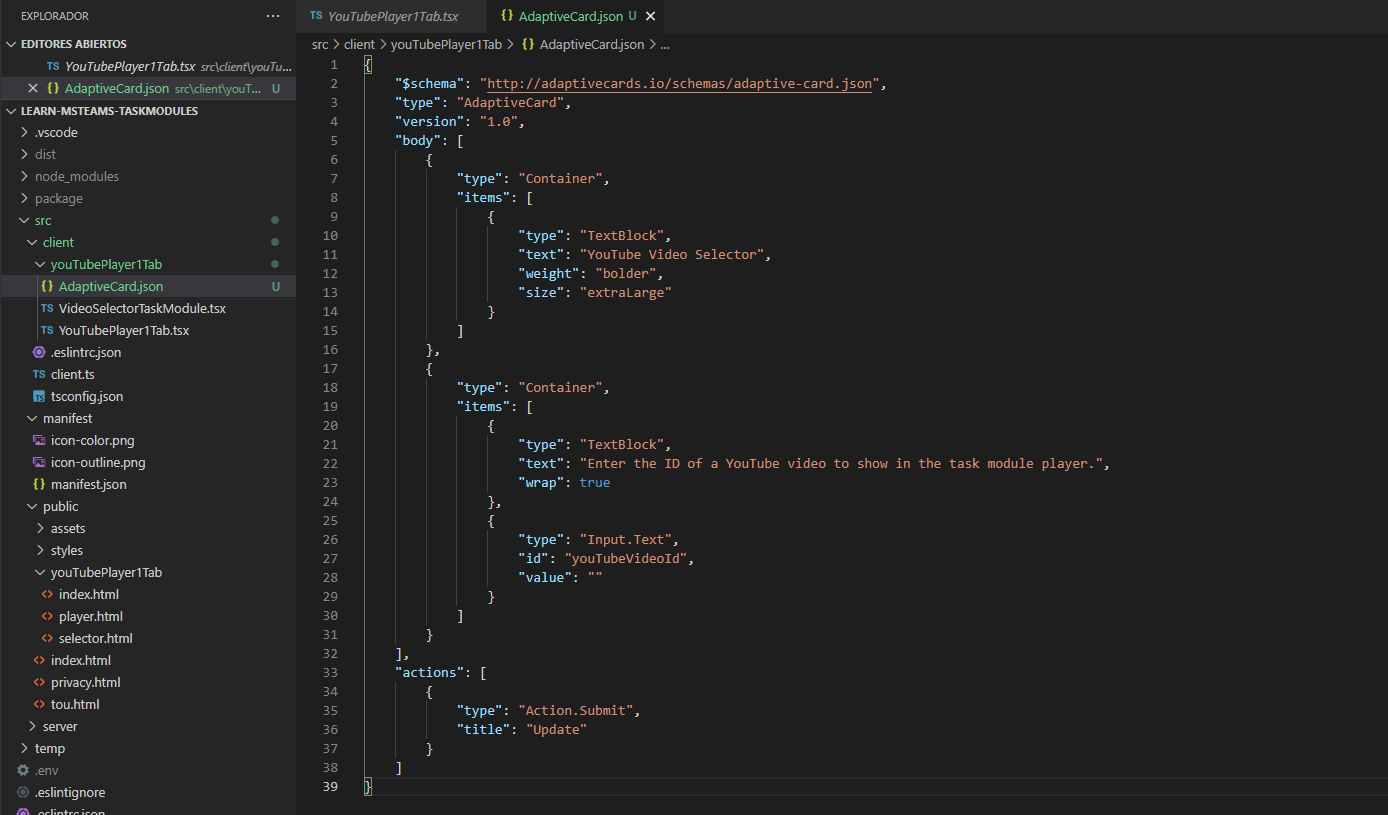 EXPLORADOR ...
EDITORES ABIERTOS
TS YouTubePlayer1Tab.tsx src\client\youTu...
{} AdaptiveCard.json src\client\youT... U
LEARN-MSTEAMS-TASKMODULES
.vscode
dist
node_modules
package
src
client
youTubePlayer1Tab
{} AdaptiveCard.json U
TS VideoSelectorTaskModule.tsx
TS YouTubePlayer1Tab.tsx
.eslintrc.json
TS client.ts
tsconfig.json
manifest
icon-color.png
icon-outline.png
{} manifest.json
public
assets
styles
youTubePlayer1Tab
<> index.html
<> player.html
<> selector.html
<> index.html
<> privacy.html
<> tou.html
server
temp
.env
.eslintignore
.eslintrc.json
TS YouTubePlayer1Tab.tsx {} AdaptiveCard.json U
src > client > youTubePlayer1Tab > {} AdaptiveCard.json > ...
1 {
2 "$schema": "http://adaptivecards.io/schemas/adaptive-card.json",
3 "type": "AdaptiveCard",
4 "version": "1.0",
5 "body": [
6 {
7 "type": "Container",
8 "items": [
9 {
10 "type": "TextBlock",
11 "text": "YouTube Video Selector",
12 "weight": "bolder",
13 "size": "extraLarge"
14 }
15 ]
16 },
17 {
18 "type": "Container",
19 "items": [
20 {
21 "type": "TextBlock",
22 "text": "Enter the ID of a YouTube video to show in the task module player.",
23 "wrap": true
24 },
25 {
26 "type": "Input.Text",
27 "id": "youTubeVideoId",
28 "value": ""
29 }
30 ]
31 }
32 ],
33 "actions": [
34 {
35 "type": "Action.Submit",
36 "title": "Update"
37 }
38 ]
39 }